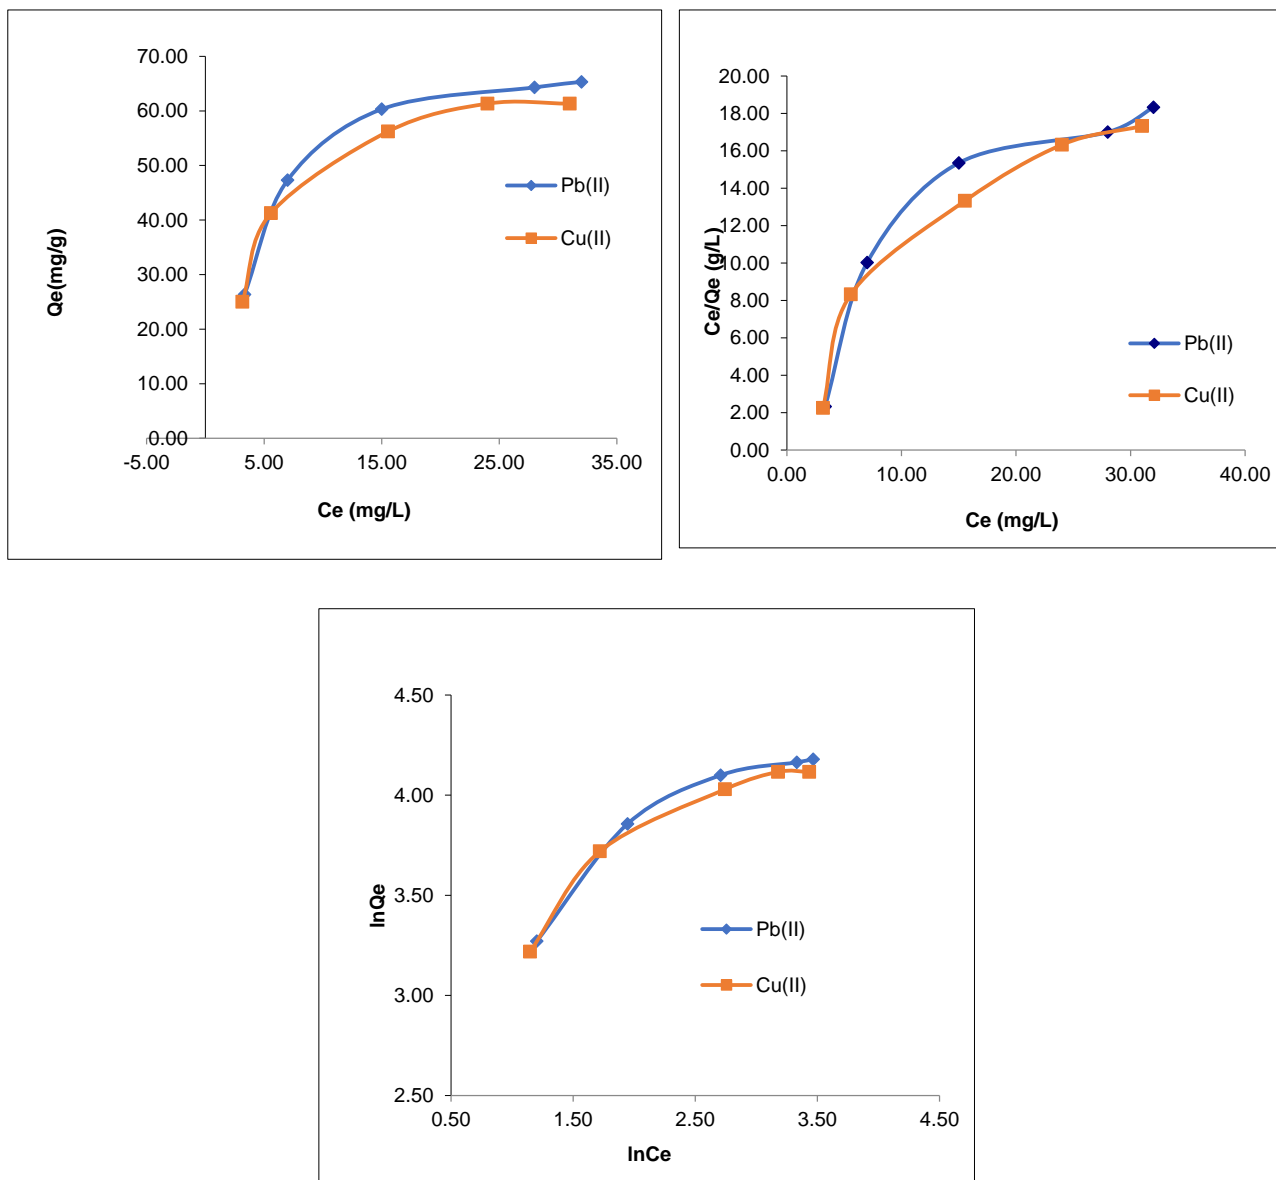 70.00
60.00
50.00
40.00
30.00
20.00
10.00
0.00
-5.00 5.00 15.00 25.00 35.00
Qe(mg/g)
Ce (mg/L)
Pb(II)
Cu(II)
20.00
18.00
16.00
14.00
12.00
10.00
8.00
6.00
4.00
2.00
0.00
0.00 10.00 20.00 30.00 40.00
Ce/Qe (g/L)
Ce (mg/L)
Pb(II)
Cu(II)
4.50
4.00
3.50
3.00
2.50
0.50 1.50 2.50 3.50 4.50
lnQe
lnCe
Pb(II)
Cu(II)